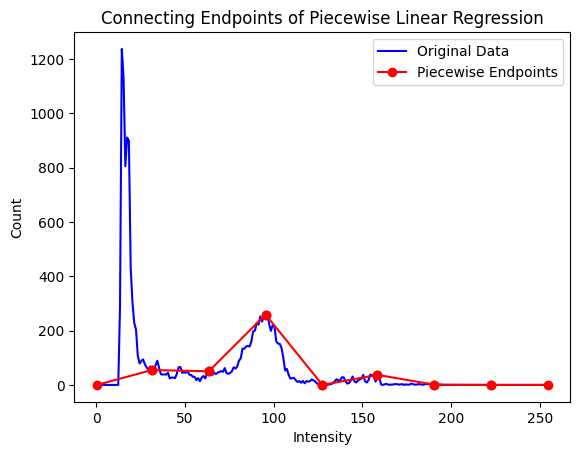 Connecting Endpoints of Piecewise Linear Regression
Original Data
Piecewise Endpoints
Count
1200
1000
800
600
400
200
0
0 50 100 150 200 250
Intensity